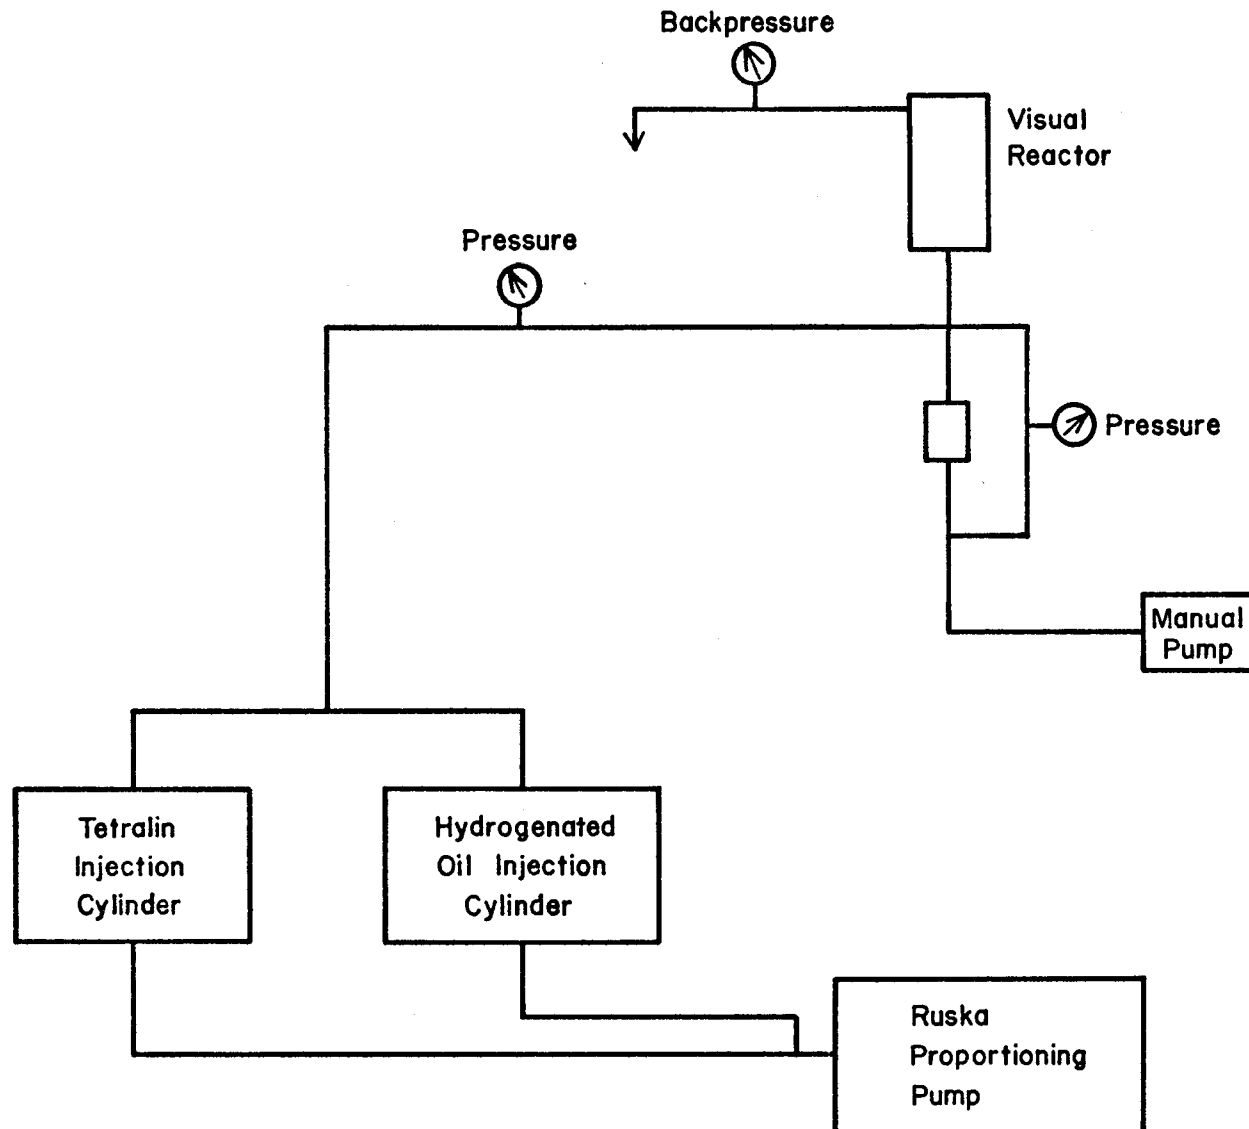 Backpressure
Visual
Reactor
Pressure
Pressure
Manual
Pump
Tetralin
Injection
Cylinder
Hydrogenated
Oil Injection
Cylinder
Ruska
Proportioning
Pump